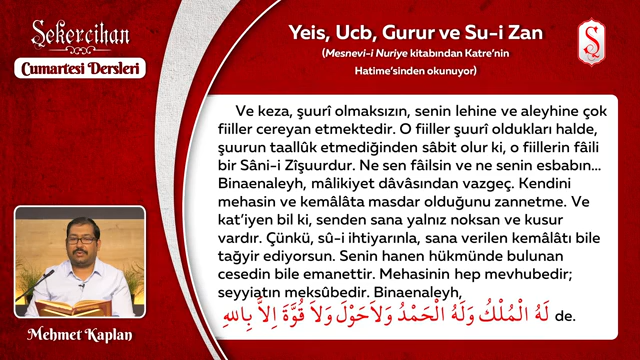 Şekercihan
Cumartesi Dersleri
Yeis, Ucb, Gurur ve Su-i Zan
(Mesnevi-i Nuriye kitabından Katre'nin
Hatime'sinden okunuyor)
Ş
Ve keza, şuurî olmaksızın, senin lehine ve aleyhine çok
fiiller cereyan etmektedir. O fiiller şuurî oldukları halde,
şuurun taallûk etmediğinden sâbit olur ki, o fiillerin fâili
bir Sâni-i Zîşuurdur. Ne sen fâilsin ve ne senin esbabın...
Binaenaleyh, mâlikiyet dâvâsından vazgeç. Kendini
mehasin ve kemâlâta masdar olduğunu zannetme. Ve
kat'iyen bil ki, senden sana yalnız noksan ve kusur
vardır. Çünkü, sû-i ihtiyarınla, sana verilen kemâlâtı bile
tağyir ediyorsun. Senin hanen hükmünde bulunan
cesedin bile emanettir. Mehasinin hep mevhubedir;
seyyiatın meksûbedir. Binaenaleyh,
لَهُ الْمُلْكُ وَلَهُ الْحَمْدُ وَلاَحَوْلَ وَلاَ قُوَّةَ اِلاَّ بِاللهِ de.
Mehmet Kaplan